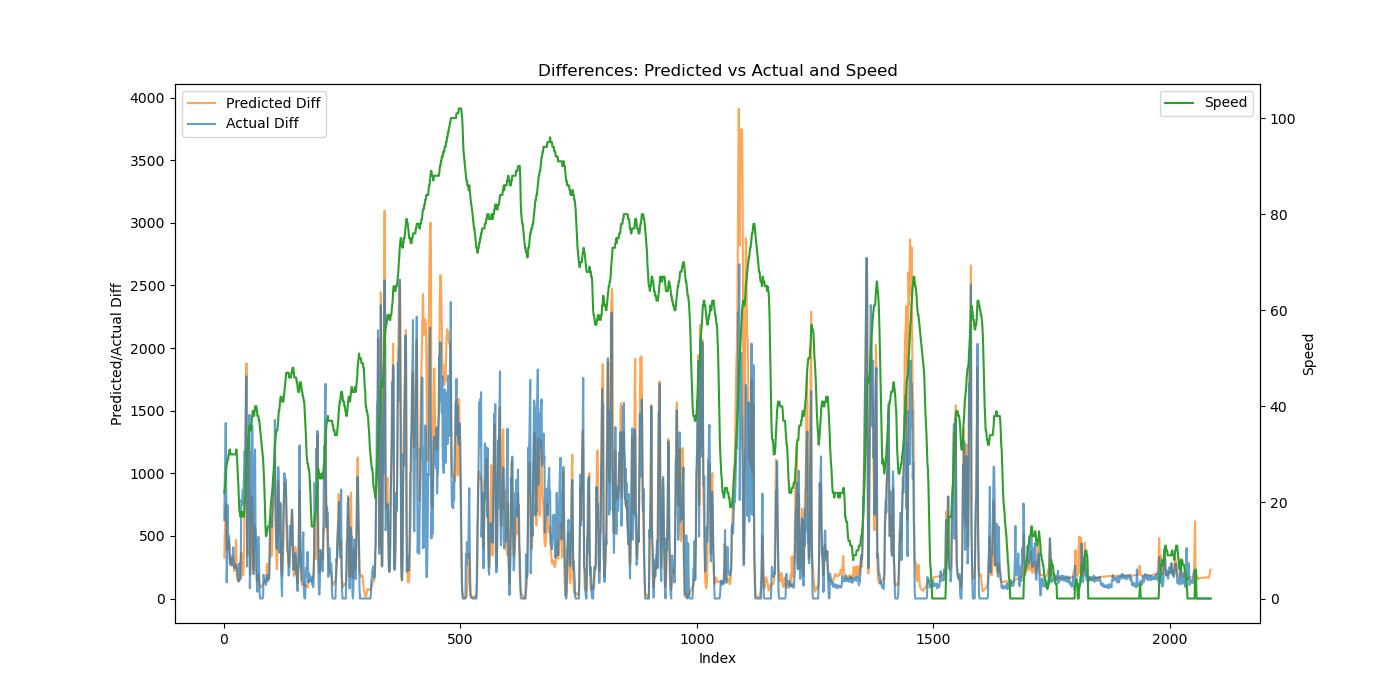 Differences: Predicted vs Actual and Speed
Predicted Diff
Actual Diff
Speed
4000
3500
3000
2500
2000
1500
1000
500
0
Predicted/Actual Diff
100
80
60
40
20
0
Speed
0
500
1000
1500
2000
Index